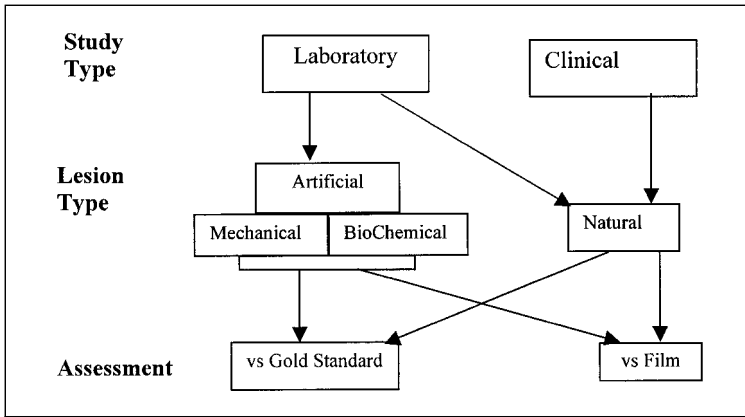 Study
Type
Laboratory
Clinical
Lesion
Type
Artificial
Mechanical
BioChemical
Natural
Assessment
vs Gold Standard
vs Film